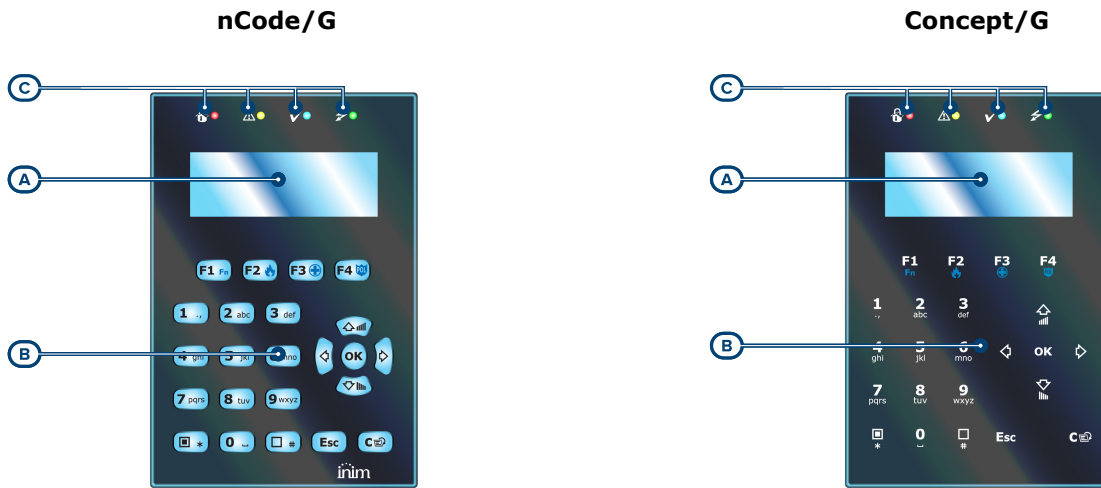 nCode/G
Concept/G
C
C
A
A
F1 Fn F2 F3 F4
F1 F2 F3 F4
Fn
1 ., 2 abc 3 def
1 2 3
., abc def
B
B
4 ghi 5 jkl mno OK
4 5 6 OK
ghi jkl mno
7 pqrs 8 tuv 9 wxyz
7 8 9
pqrs tuv wxyz
* 0 # Esc C
0 Esc C
* #
inim